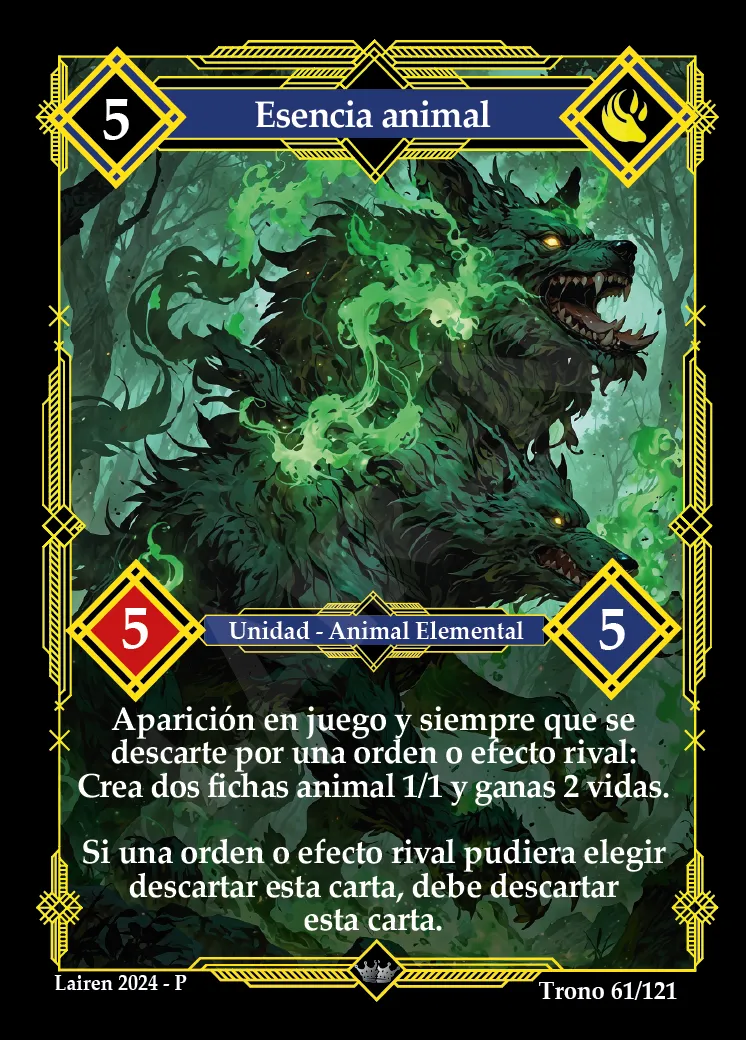 5
Esencia animal
5
Unidad - Animal Elemental
5
Aparición en juego y siempre que se
descarte por una orden o efecto rival:
Crea dos fichas animal 1/1 y ganas 2 vidas.
Si una orden o efecto rival pudiera elegir
descartar esta carta, debe descartar
esta carta.
Lairen 2024 - P
Trono 61/121